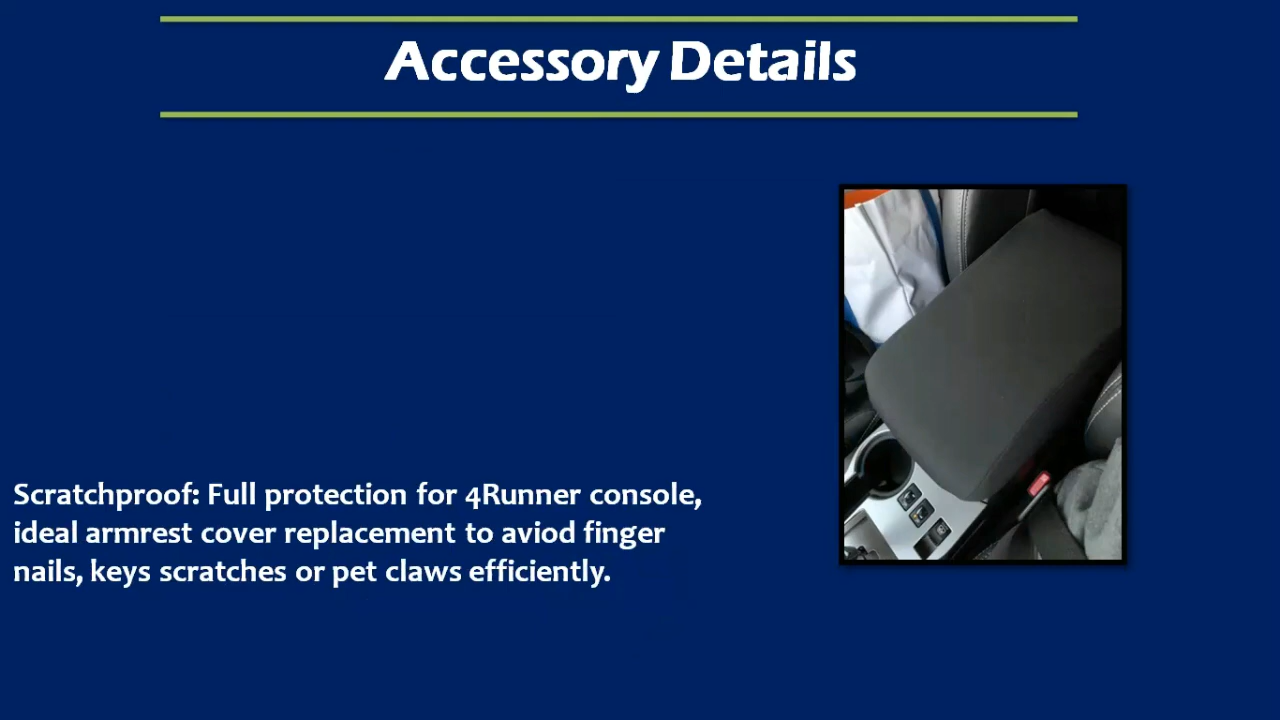 Accessory Details
Scratchproof: Full protection for 4Runner console,
ideal armrest cover replacement to aviod finger
nails, keys scratches or pet claws efficiently.